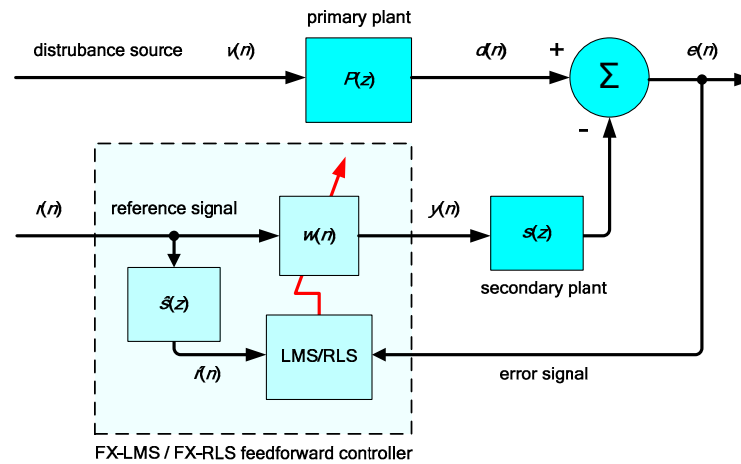 primary plant
distrubance source
v(n)
P(z)
d(n)
+
Σ
e(n)
-
r(n)
reference signal
w(n)
y(n)
s(z)
secondary plant
ŝ(z)
LMS/RLS
r̂(n)
error signal
FX-LMS / FX-RLS feedforward controller